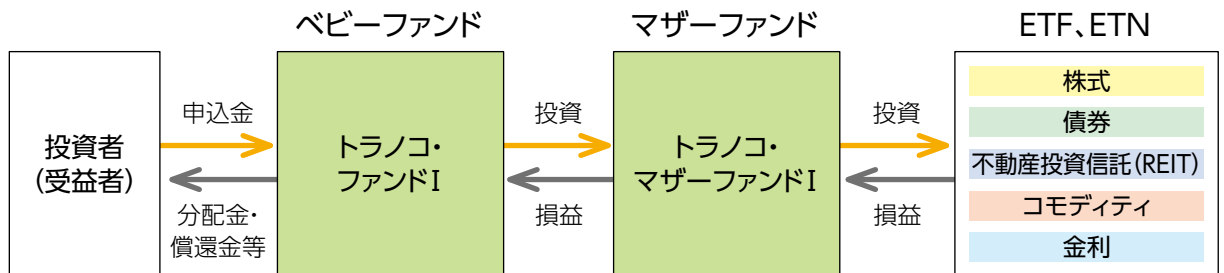 ベビーファンド
マザーファンド
ETF、ETN
投資者
(受益者)
申込金
分配金・
償還金等
トラノコ・
ファンドⅠ
投資
損益
トラノコ・
マザーファンドⅠ
投資
損益
株式
債券
不動産投資信託(REIT)
コモディティ
金利